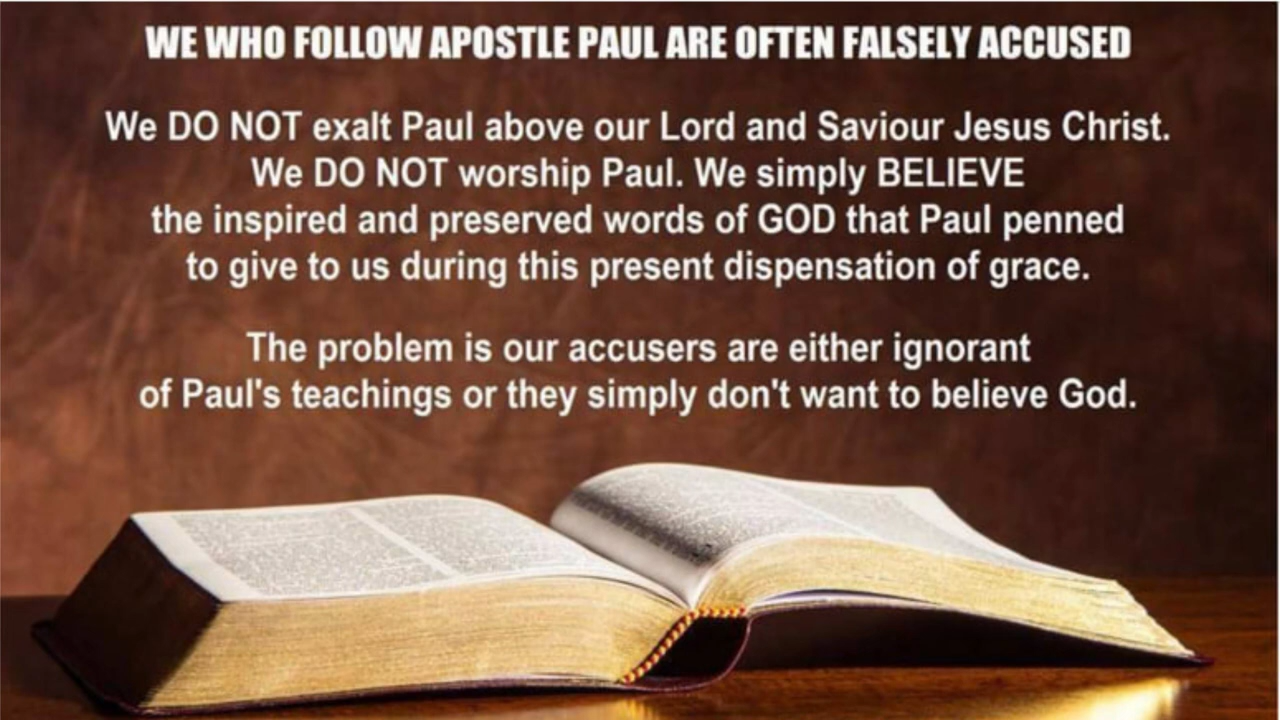 WE WHO FOLLOW APOSTLE PAUL ARE OFTEN FALSELY ACCUSED
We DO NOT exalt Paul above our Lord and Saviour Jesus Christ.
We DO NOT worship Paul. We simply BELIEVE
the inspired and preserved words of GOD that Paul penned
to give to us during this present dispensation of grace.
The problem is our accusers are either ignorant
of Paul's teachings or they simply don't want to believe God.